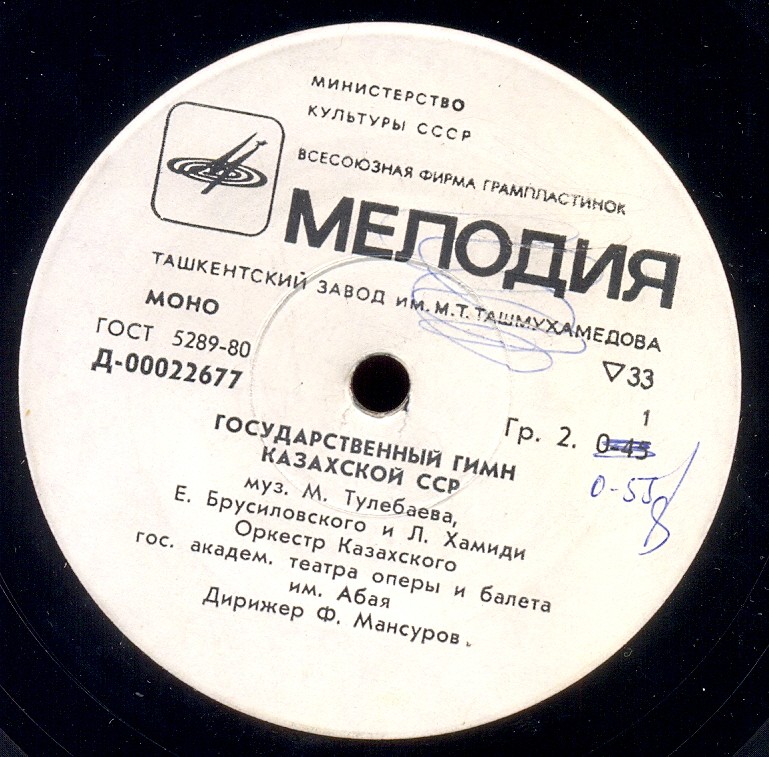 МИНИСТЕРСТВО
КУЛЬТУРЫ СССР
ВСЕСОЮЗНАЯ ФИРМА ГРАМПЛАСТИНОК
МЕЛОДИЯ
ТАШКЕНТСКИЙ ЗАВОД ИМ. М.Т. ТАШМУХАМЕДОВА
МОНО
ГОСТ 5289-80
Д-00022677
▽33
1
Гр. 2. 0-45
0-55
ГОСУДАРСТВЕННЫЙ ГИМН
КАЗАХСКОЙ ССР
муз. М. Тулебаева,
Е. Брусиловского и Л. Хамиди
Оркестр Казахского
гос. академ. театра оперы и балета
им. Абая
Дирижер Ф. Мансуров.